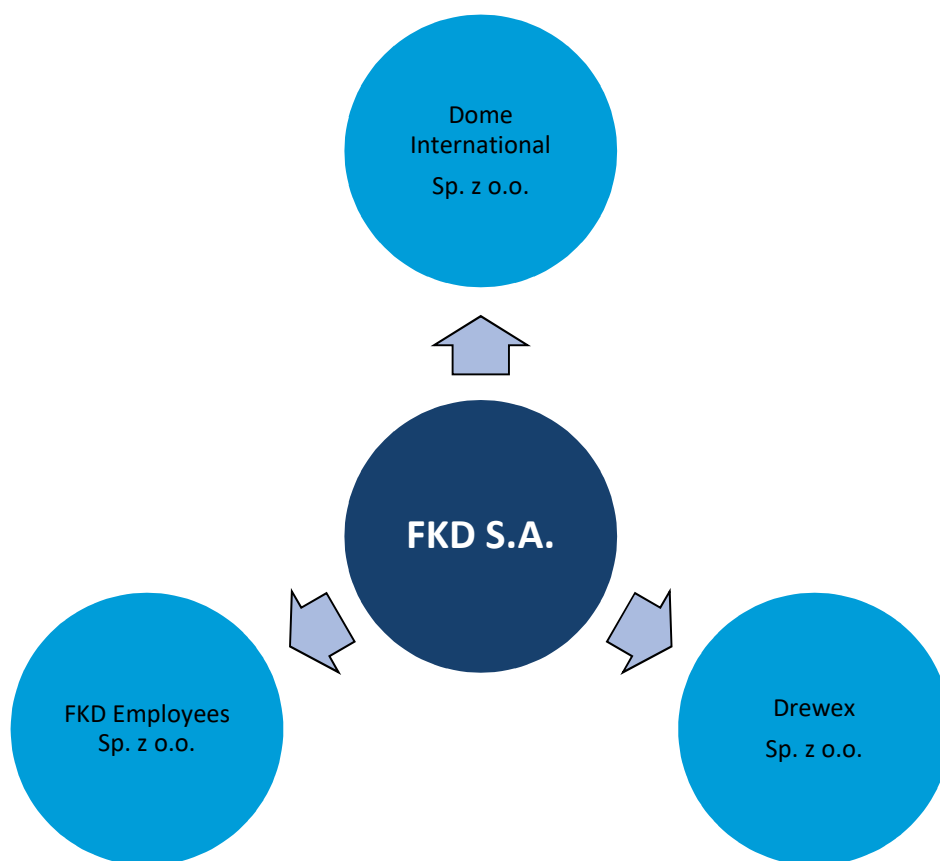 Dome
International
Sp. z o.o.
FKD S.A.
FKD Employees
Sp. z o.o.
Drewex
Sp. z o.o.